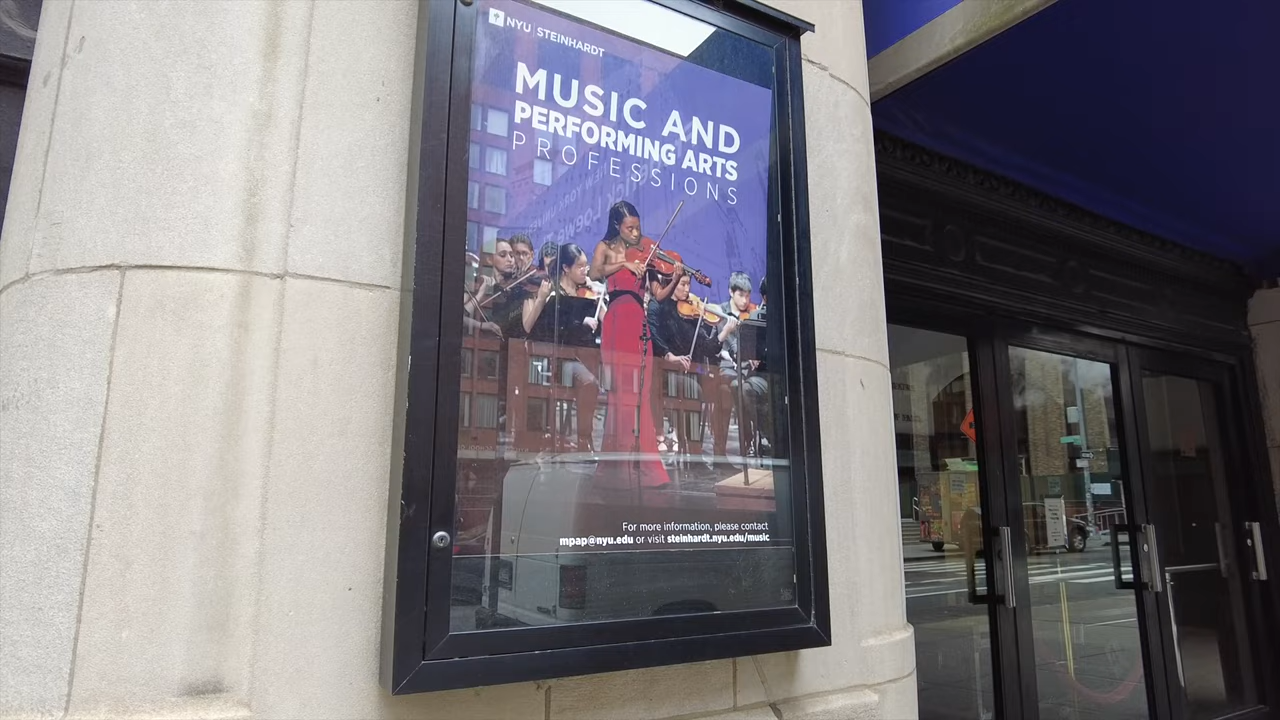 NYU STEINHARDT
MUSIC AND
PERFORMING ARTS
PROFESSIONS
For more information, please contact
mpap@nyu.edu or visit steinhardt.nyu.edu/music